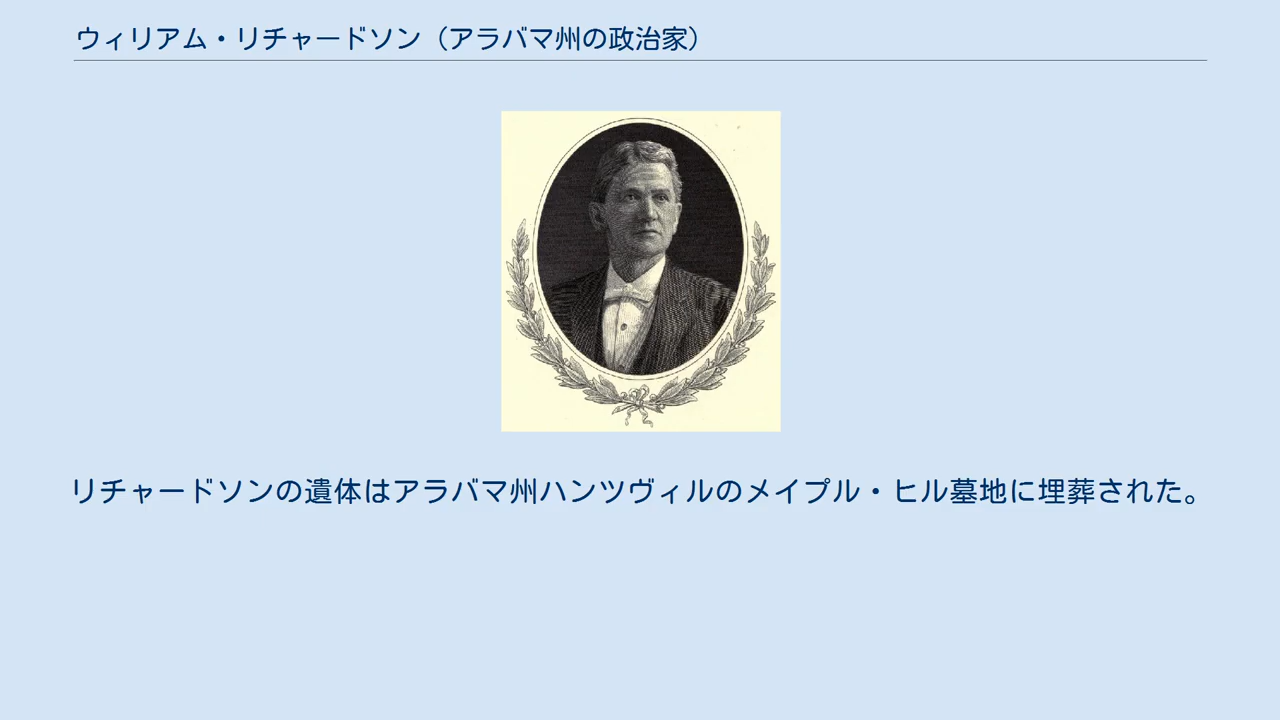 ウィリアム・リチャードソン（アラバマ州の政治家）
リチャードソンの遺体はアラバマ州ハンツヴィルのメイプル・ヒル墓地に埋葬された。